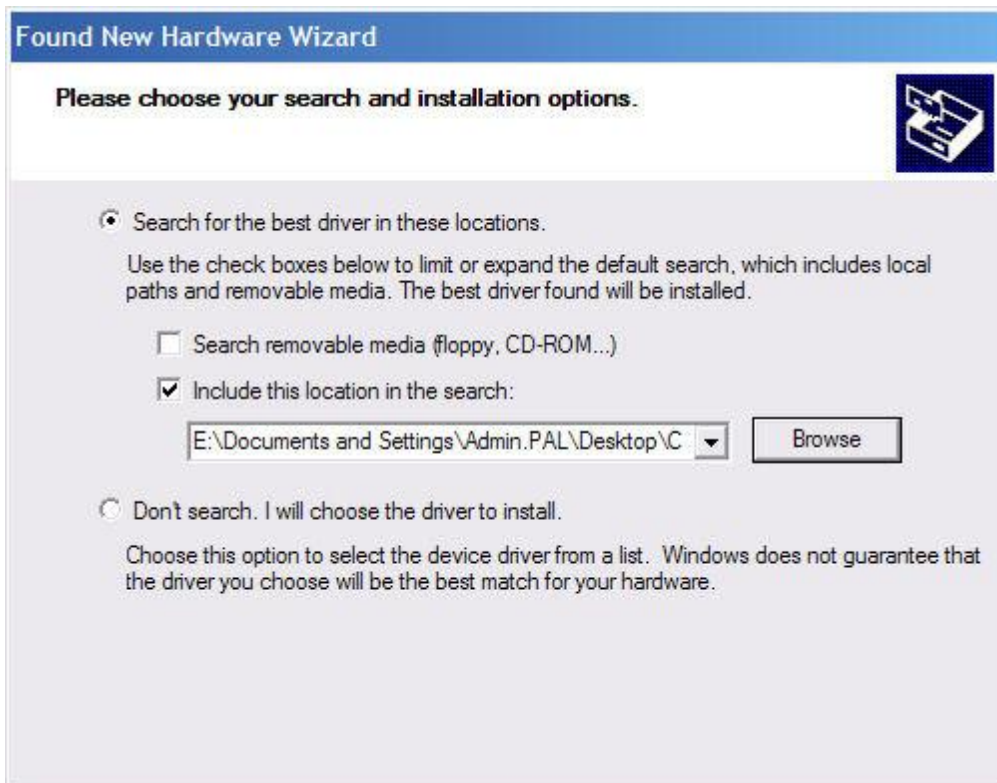 Found New Hardware Wizard
Please choose your search and installation options.
Search for the best driver in these locations.
Use the check boxes below to limit or expand the default search, which includes local
paths and removable media. The best driver found will be installed.
Search removable media (floppy, CD-ROM...)
Include this location in the search:
E:\Documents and Settings\Admin.PAL\Desktop\C
Browse
Don't search. I will choose the driver to install.
Choose this option to select the device driver from a list.  Windows does not guarantee that
the driver you choose will be the best match for your hardware.